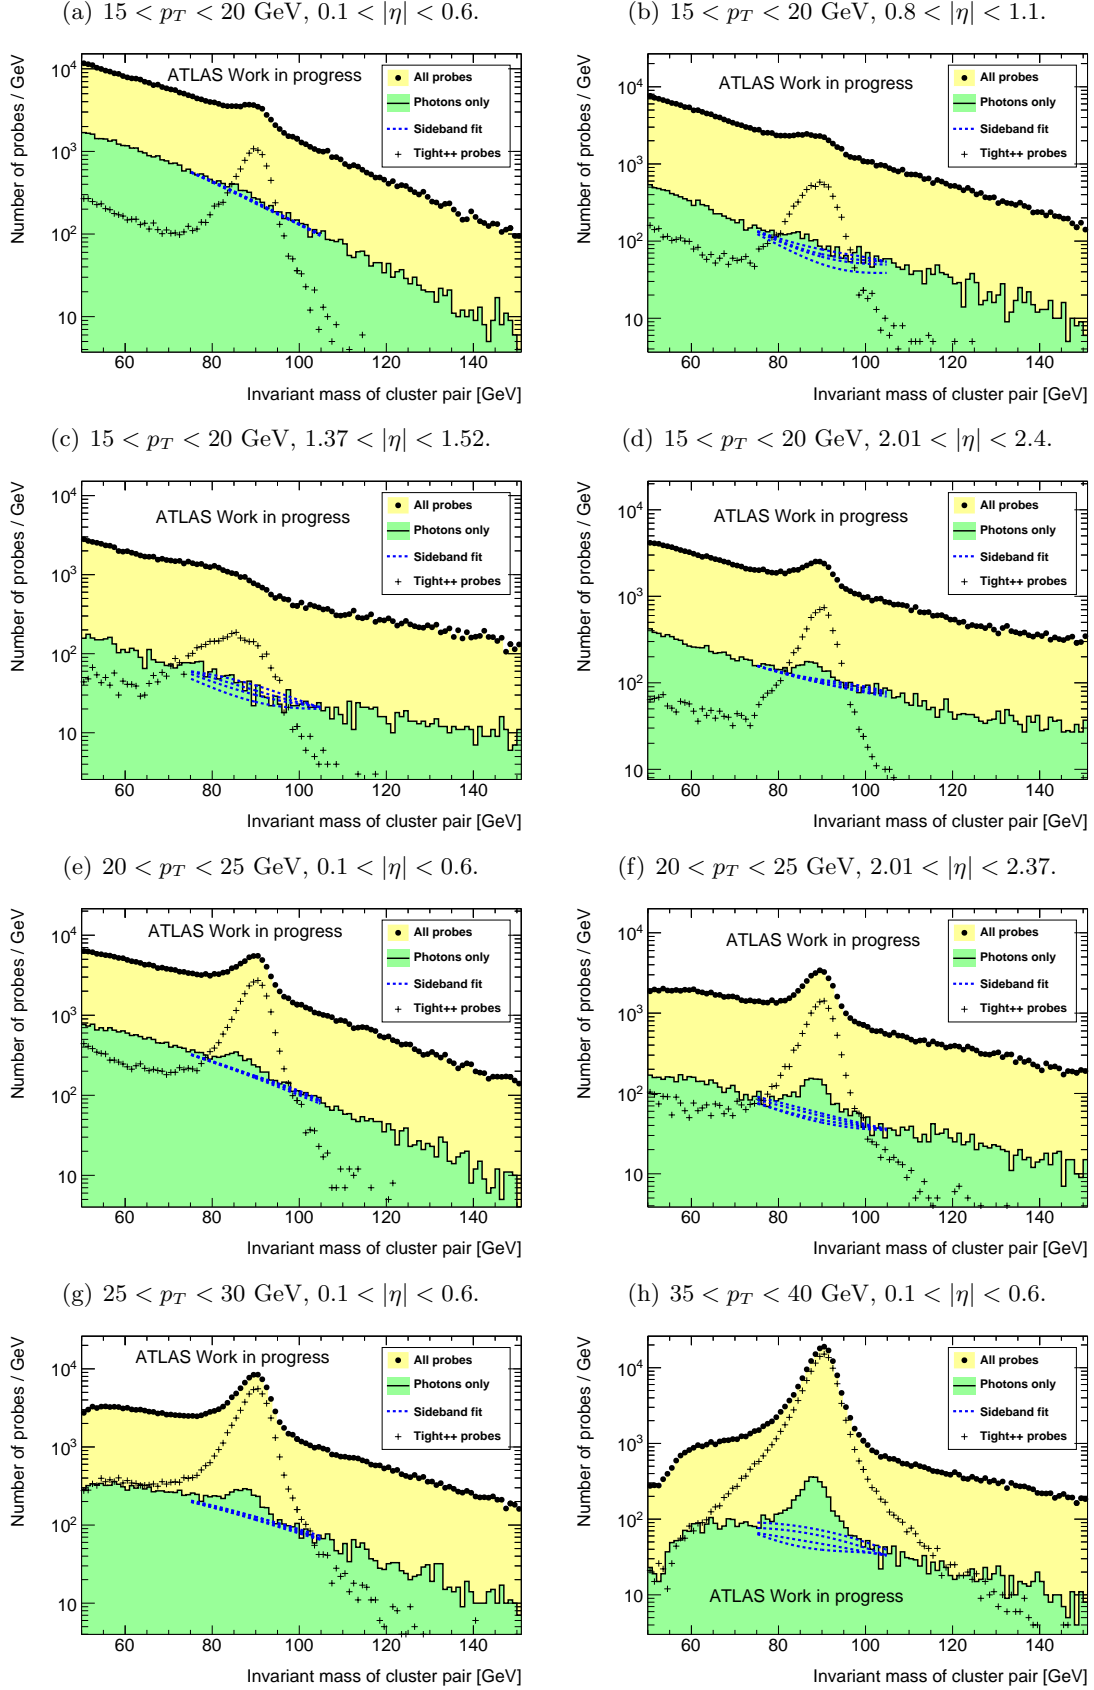 (a) 15 < p_T < 20 GeV, 0.1 < |η| < 0.6.
Number of probes / GeV
10^4
10^3
10^2
10
ATLAS Work in progress
All probes
Photons only
Sideband fit
Tight++ probes
60 80 100 120 140
Invariant mass of cluster pair [GeV]
(b) 15 < p_T < 20 GeV, 0.8 < |η| < 1.1.
Number of probes / GeV
10^4
10^3
10^2
10
ATLAS Work in progress
All probes
Photons only
Sideband fit
Tight++ probes
60 80 100 120 140
Invariant mass of cluster pair [GeV]
(c) 15 < p_T < 20 GeV, 1.37 < |η| < 1.52.
Number of probes / GeV
10^4
10^3
10^2
10
ATLAS Work in progress
All probes
Photons only
Sideband fit
Tight++ probes
60 80 100 120 140
Invariant mass of cluster pair [GeV]
(d) 15 < p_T < 20 GeV, 2.01 < |η| < 2.4.
Number of probes / GeV
10^4
10^3
10^2
10
ATLAS Work in progress
All probes
Photons only
Sideband fit
Tight++ probes
60 80 100 120 140
Invariant mass of cluster pair [GeV]
(e) 20 < p_T < 25 GeV, 0.1 < |η| < 0.6.
Number of probes / GeV
10^4
10^3
10^2
10
ATLAS Work in progress
All probes
Photons only
Sideband fit
Tight++ probes
60 80 100 120 140
Invariant mass of cluster pair [GeV]
(f) 20 < p_T < 25 GeV, 2.01 < |η| < 2.37.
Number of probes / GeV
10^4
10^3
10^2
10
ATLAS Work in progress
All probes
Photons only
Sideband fit
Tight++ probes
60 80 100 120 140
Invariant mass of cluster pair [GeV]
(g) 25 < p_T < 30 GeV, 0.1 < |η| < 0.6.
Number of probes / GeV
10^4
10^3
10^2
10
ATLAS Work in progress
All probes
Photons only
Sideband fit
Tight++ probes
60 80 100 120 140
Invariant mass of cluster pair [GeV]
(h) 35 < p_T < 40 GeV, 0.1 < |η| < 0.6.
Number of probes / GeV
10^4
10^3
10^2
10
All probes
Photons only
Sideband fit
Tight++ probes
ATLAS Work in progress
60 80 100 120 140
Invariant mass of cluster pair [GeV]